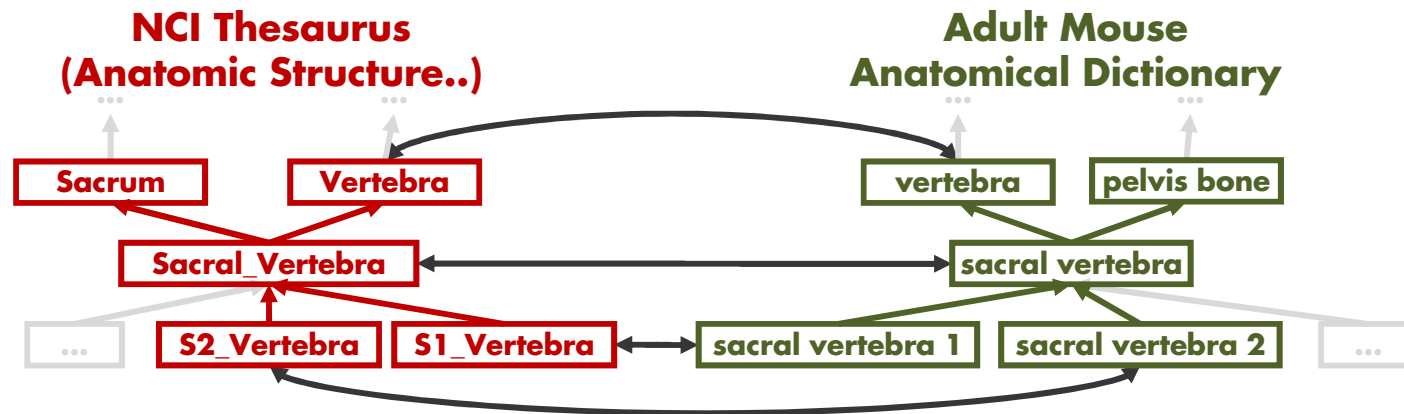 NCI Thesaurus
(Anatomic Structure..)
Adult Mouse
Anatomical Dictionary
...
...
...
...
Sacrum
Vertebra
vertebra
pelvis bone
Sacral_Vertebra
sacral vertebra
...
S2_Vertebra
S1_Vertebra
sacral vertebra 1
sacral vertebra 2
...